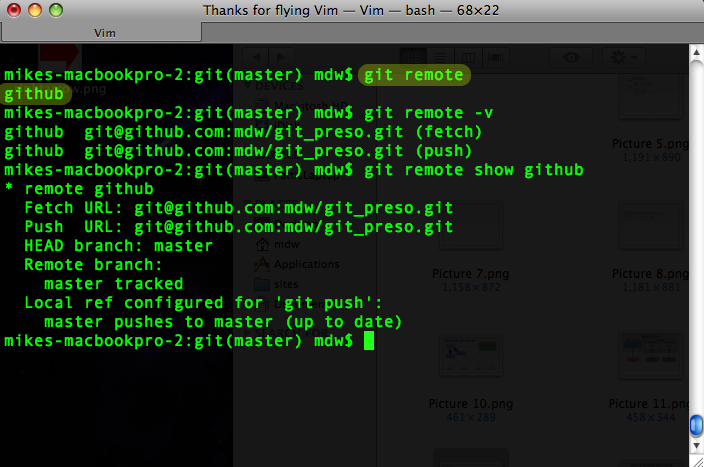 Thanks for flying Vim — Vim — bash — 68×22
Vim
mikes-macbookpro-2:git(master) mdw$ git remote
github
mikes-macbookpro-2:git(master) mdw$ git remote -v
github  git@github.com:mdw/git_preso.git (fetch)
github  git@github.com:mdw/git_preso.git (push)
mikes-macbookpro-2:git(master) mdw$ git remote show github
* remote github
  Fetch URL: git@github.com:mdw/git_preso.git
  Push  URL: git@github.com:mdw/git_preso.git
  HEAD branch: master
  Remote branch:
    master tracked
  Local ref configured for 'git push':
    master pushes to master (up to date)
mikes-macbookpro-2:git(master) mdw$
DEVICES
mdw
Applications
sites
Picture 5.png
1,191×890
Picture 7.png
1,158×872
Picture 8.png
1,181×881
Picture 10.png
461×289
Picture 11.png
458×344